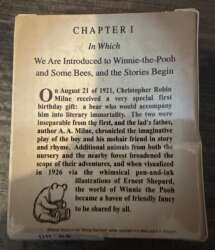 CHAPTER I
In Which
We Are Introduced to Winnie-the-Pooh
and Some Bees, and the Stories Begin
On August 21 of 1921, Christopher Robin
Milne received a very special first
birthday gift: a bear who would accompany
him into literary immortality. The two were
inseparable from the first, and the lad's father,
author A. A. Milne, chronicled the imaginative
play of the boy and his mohair friend in story
and rhyme. Additional animals from both the
nursery and the nearby forest broadened the
scope of their adventures, and when visualized
in 1926 via the whimsical pen-and-ink
illustrations of Ernest Shepard,
the world of Winnie the Pooh
became a haven of friendly fancy
to be shared by all.